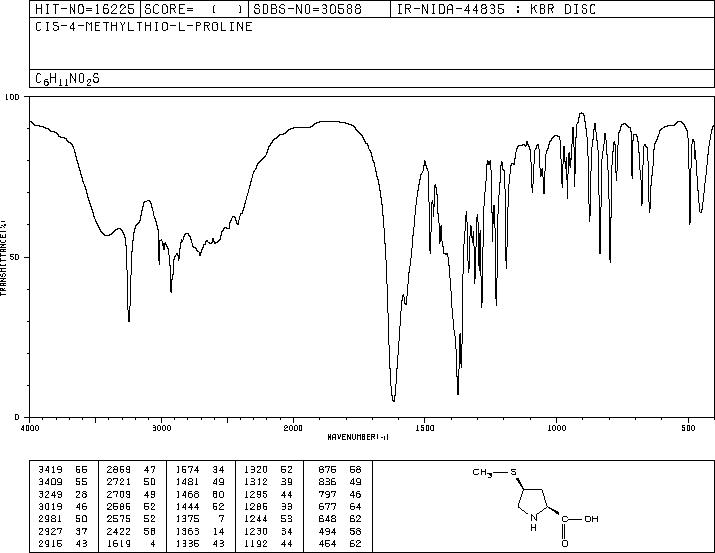 HIT-NO=16225 SCORE= ( ) SDBS-NO=30588 IR-NIDA-44835 : KBR DISC
CIS-4-METHYLTHIO-L-PROLINE
C6H11NO2S
100
TRANSMITTANCE(%)
50
0
4000 3000 2000 1500 1000 500
WAVENUMBER(-1)
3419 55 2869 47 1574 34 1320 52 875 58
3409 55 2721 50 1481 49 1312 39 836 49
3249 28 2709 49 1468 60 1295 44 797 46
3019 46 2586 52 1444 52 1286 33 677 64
2981 50 2575 52 1375 7 1244 53 648 62
2927 37 2422 58 1363 14 1230 34 494 58
2915 43 1619 4 1335 43 1192 44 454 62
CH3 S
N
H
C OH
O